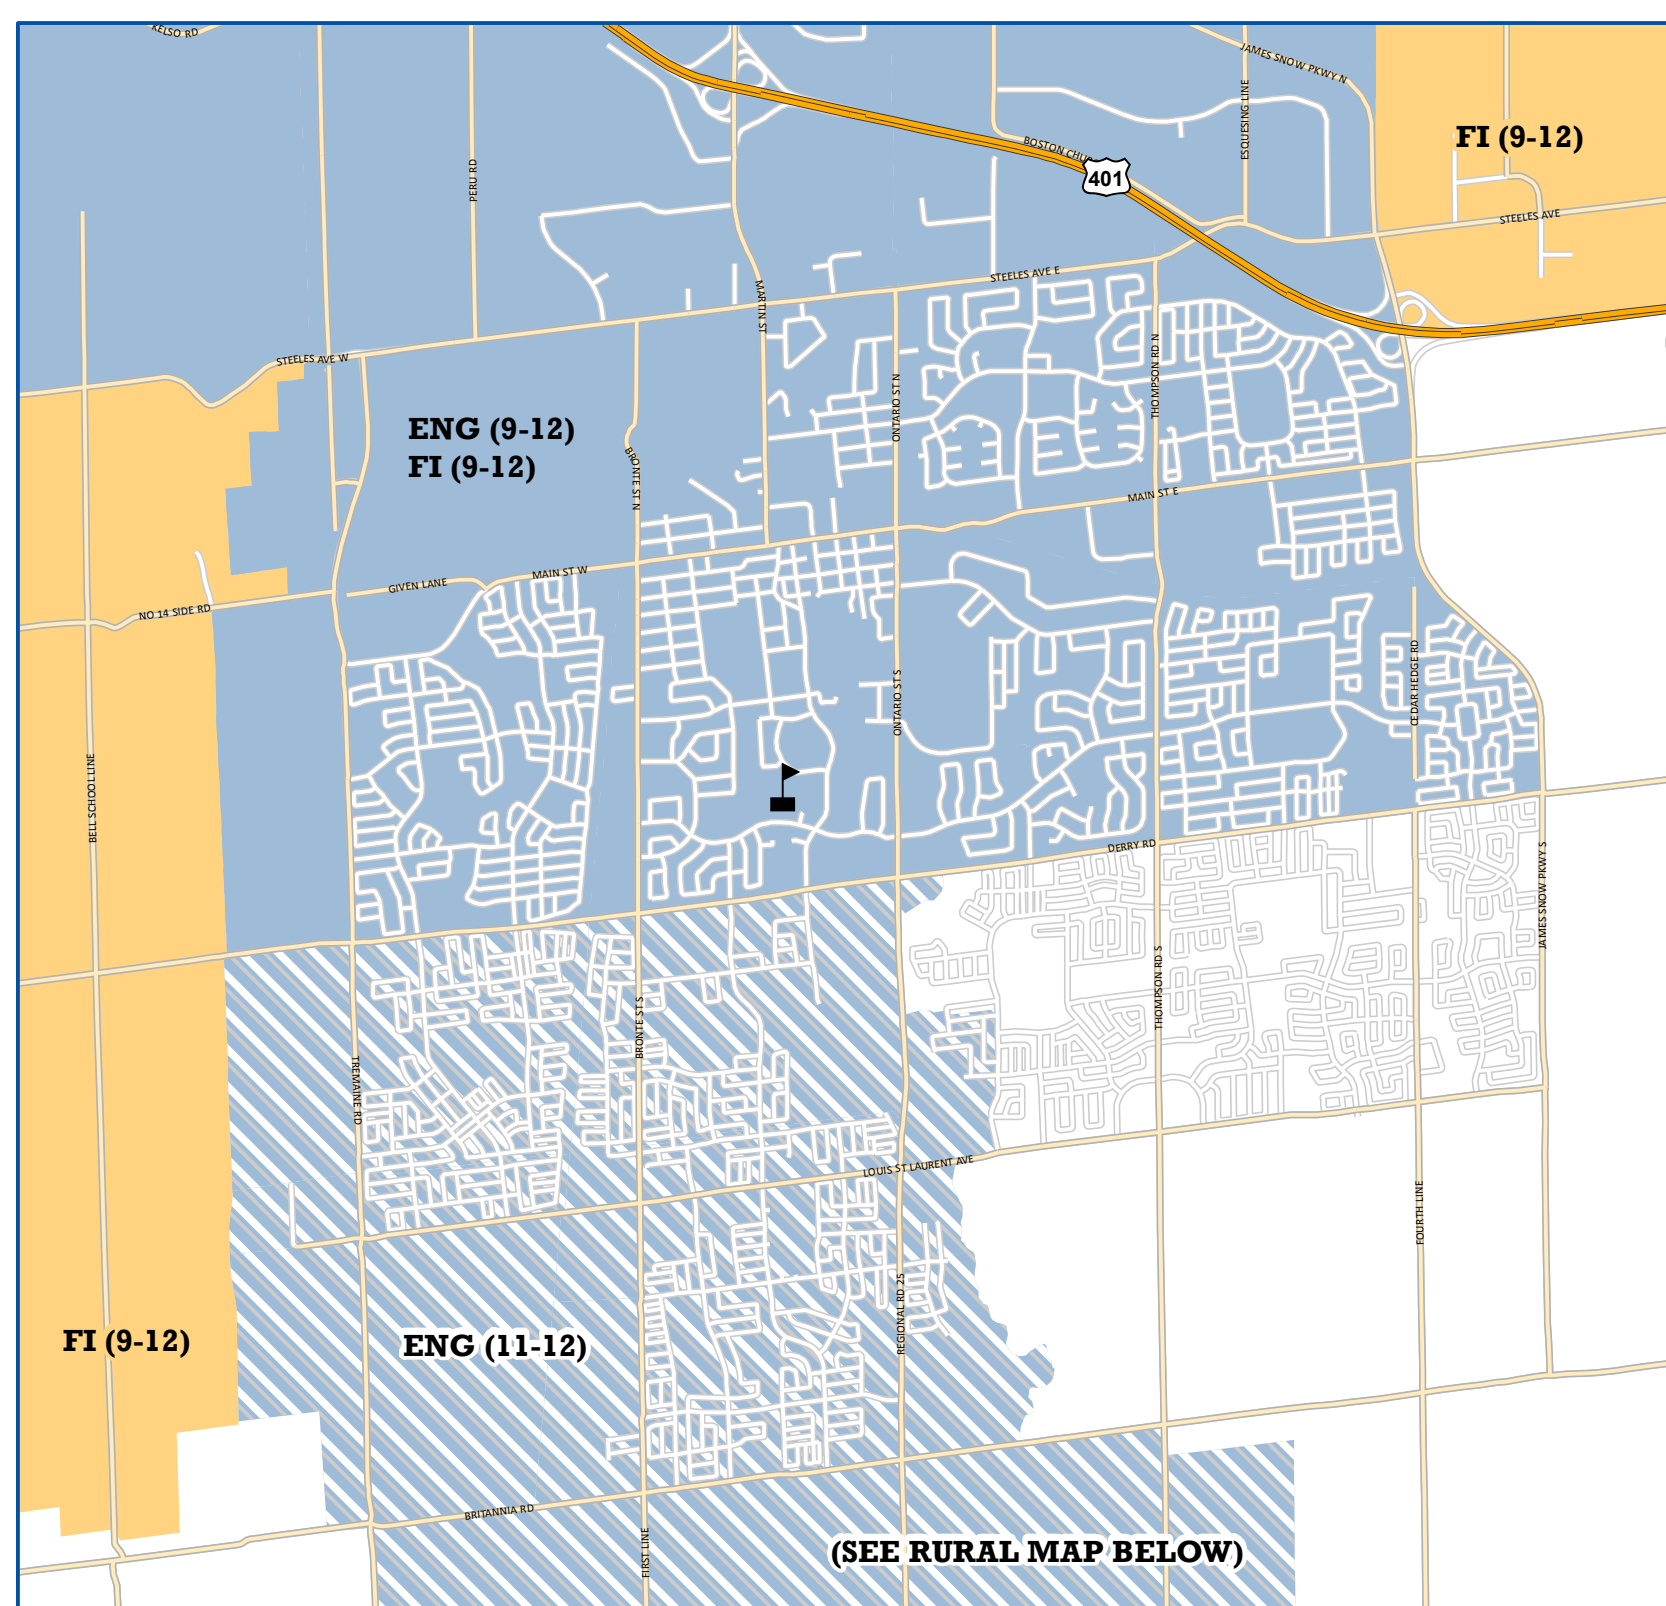 KELSO RD
JAMES SNOW PKWY N
ESQUESING LINE
FI (9-12)
PERU RD
401
STEELES AVE
STEELES AVE E
MARTIN ST
STEELES AVE W
THOMPSON RD N
ONTARIO ST N
ENG (9-12)
FI (9-12)
BRONTE ST N
MAIN ST E
MAIN ST W
GIVEN LANE
NO 14 SIDE RD
ONTARIO ST S
CEDAR HEDGE RD
BELL SCHOOL LINE
DERRY RD
JAMES SNOW PKWY S
THOMPSON RD S
BRONTE ST S
TREMAINE RD
LOUIS ST LAURENT AVE
FOURTH LINE
REGIONAL RD 25
FI (9-12)
ENG (11-12)
BRITANNIA RD
FIRST LINE
(SEE RURAL MAP BELOW)